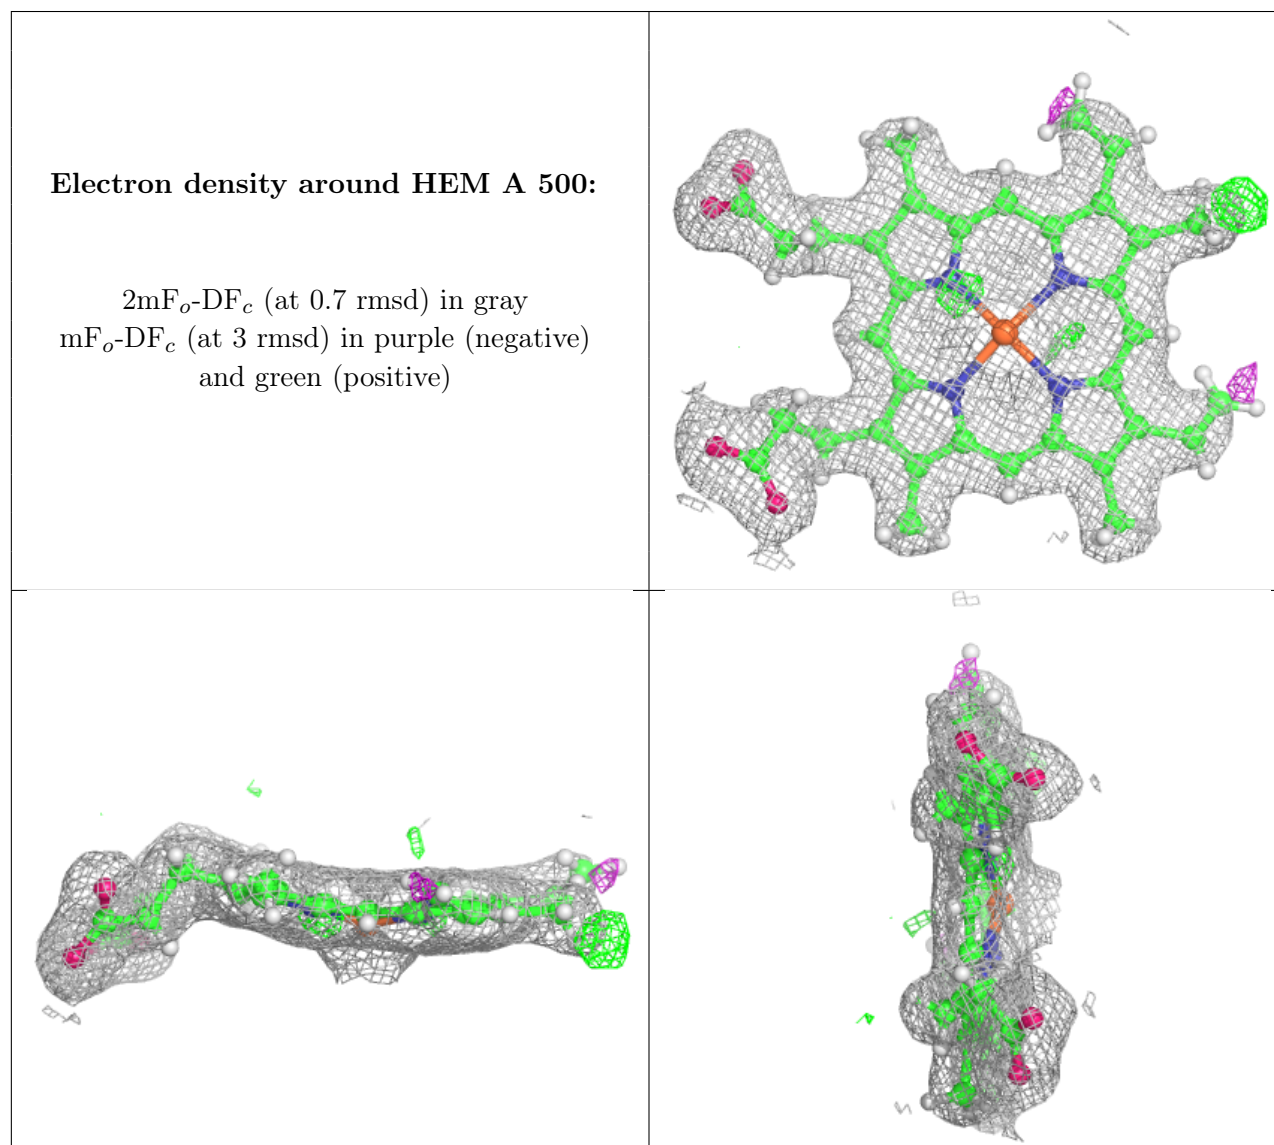 Electron density around HEM A 500:
2mFo-DFc (at 0.7 rmsd) in gray
mFo-DFc (at 3 rmsd) in purple (negative)
and green (positive)